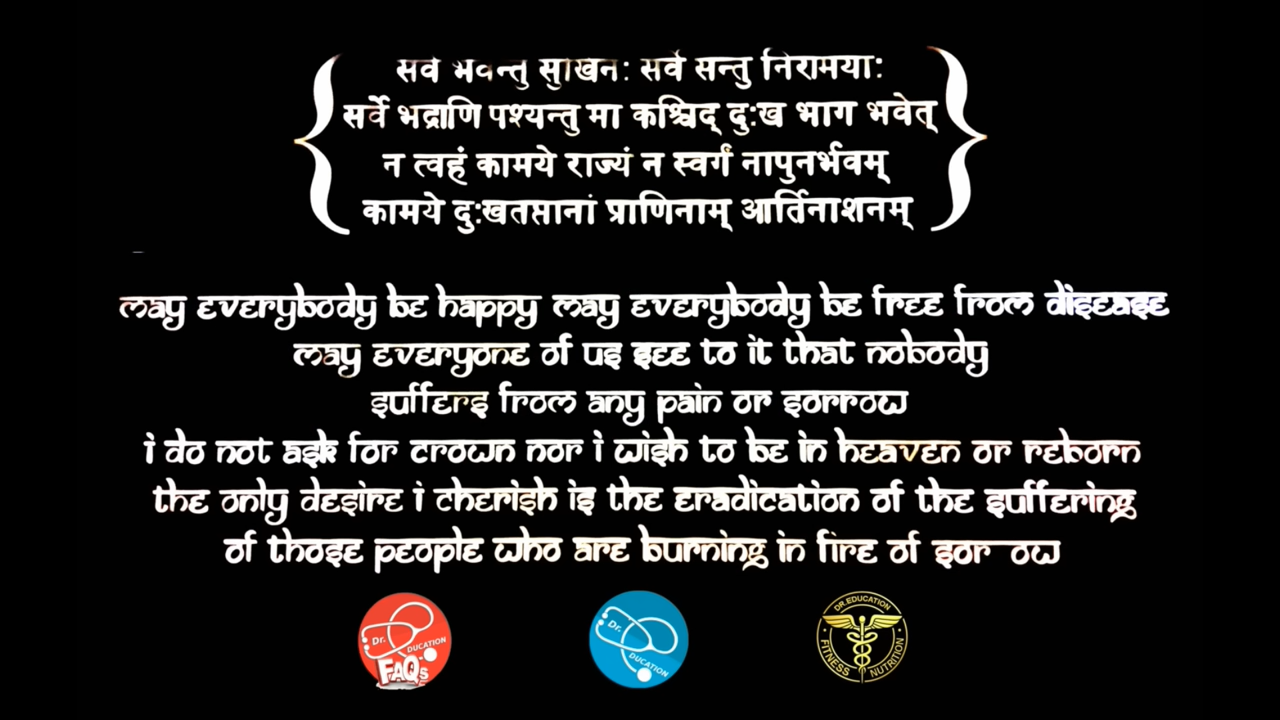 सर्वे भवन्तु सुखिन: सर्वे सन्तु निरामया:
सर्वे भद्राणि पश्यन्तु मा कश्चिद् दु:ख भाग भवेत्
न त्वहं कामये राज्यं न स्वर्गं नापुनर्भवम्
कामये दु:खतप्तानां प्राणिनाम् आर्तिनाशनम्
may everybody be happy may everybody be free from disease
may everyone of us see to it that nobody
suffers from any pain or sorrow
i do not ask for crown nor i wish to be in heaven or reborn
the only desire i cherish is the eradication of the suffering
of those people who are burning in fire of sor ow
Dr. EDUCATION FAQs
Dr. EDUCATION
DR.EDUCATION
FITNESS NUTRITION